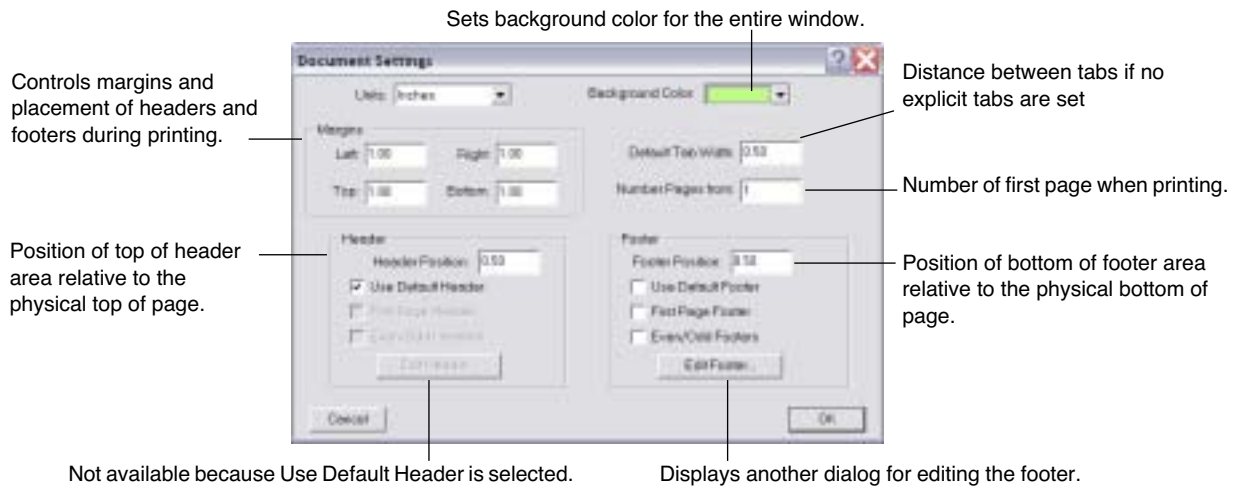 Sets background color for the entire window.
Document Settings
Controls margins and
placement of headers and
footers during printing.
Distance between tabs if no
explicit tabs are set
Units: Inches
Background Color:
Margins
Left: 1.00 Right: 1.00
Default Tab Width: 0.50
Top: 1.00 Bottom: 1.00
Number Pages from: 1
Number of first page when printing.
Position of top of header
area relative to the
physical top of page.
Header
Header Position: 0.50
Use Default Header
First Page Header
Even/Odd Headers
Footer
Footer Position: 0.50
Use Default Footer
First Page Footer
Even/Odd Footers
Edit Footer...
Position of bottom of footer area
relative to the physical bottom of
page.
Cancel
OK
Not available because Use Default Header is selected.
Displays another dialog for editing the footer.